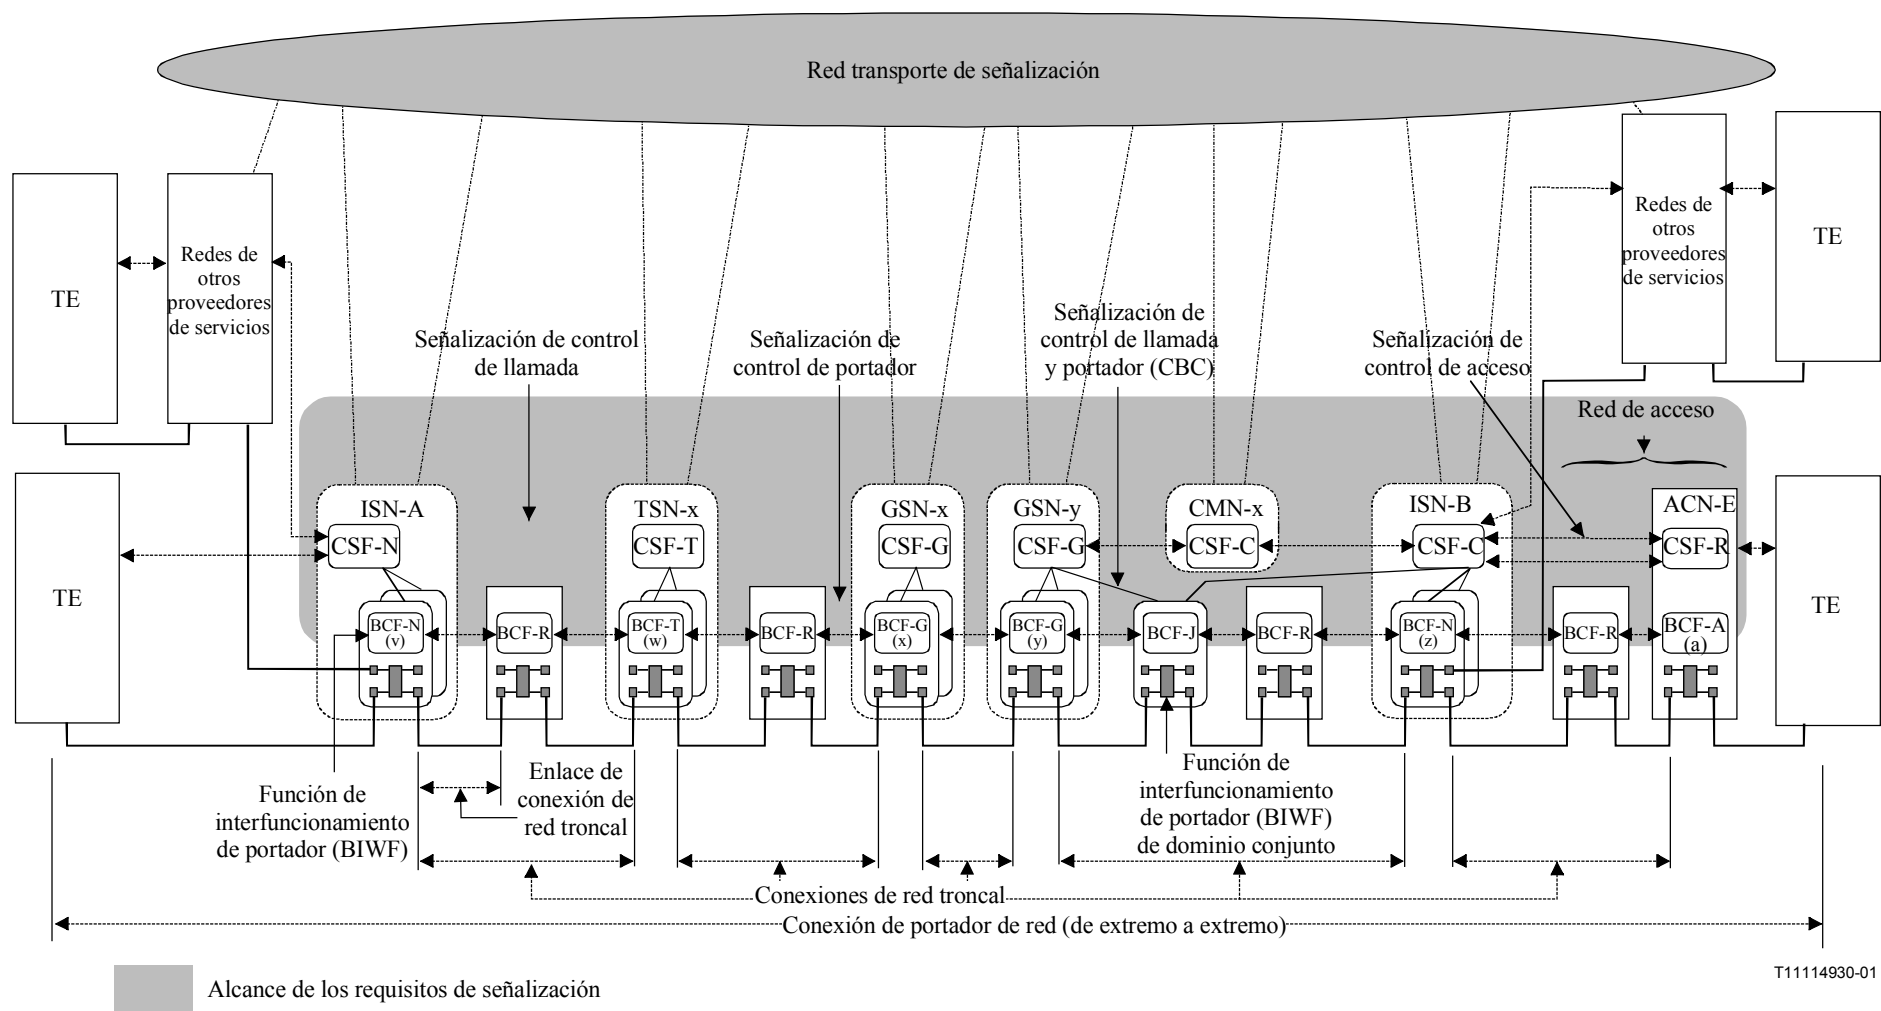 Red transporte de señalización
TE
Redes de
otros
proveedores
de servicios
Redes de
otros
proveedores
de servicios
TE
Señalización de control
de llamada
Señalización de
control de portador
Señalización de
control de llamada
y portador (CBC)
Señalización de
control de acceso
Red de acceso
TE
ISN-A
CSF-N
BCF-N
(v)
BCF-R
TSN-x
CSF-T
BCF-T
(w)
BCF-R
GSN-x
CSF-G
BCF-G
(x)
GSN-y
CSF-G
BCF-G
(y)
BCF-J
CMN-x
CSF-C
BCF-R
ISN-B
CSF-C
BCF-N
(z)
BCF-R
ACN-E
CSF-R
BCF-A
(a)
TE
Función de
interfuncionamiento
de portador (BIWF)
Enlace de
conexión de
red troncal
Función de
interfuncionamiento
de portador (BIWF)
de dominio conjunto
Conexiones de red troncal
Conexión de portador de red (de extremo a extremo)
T11114930-01
Alcance de los requisitos de señalización